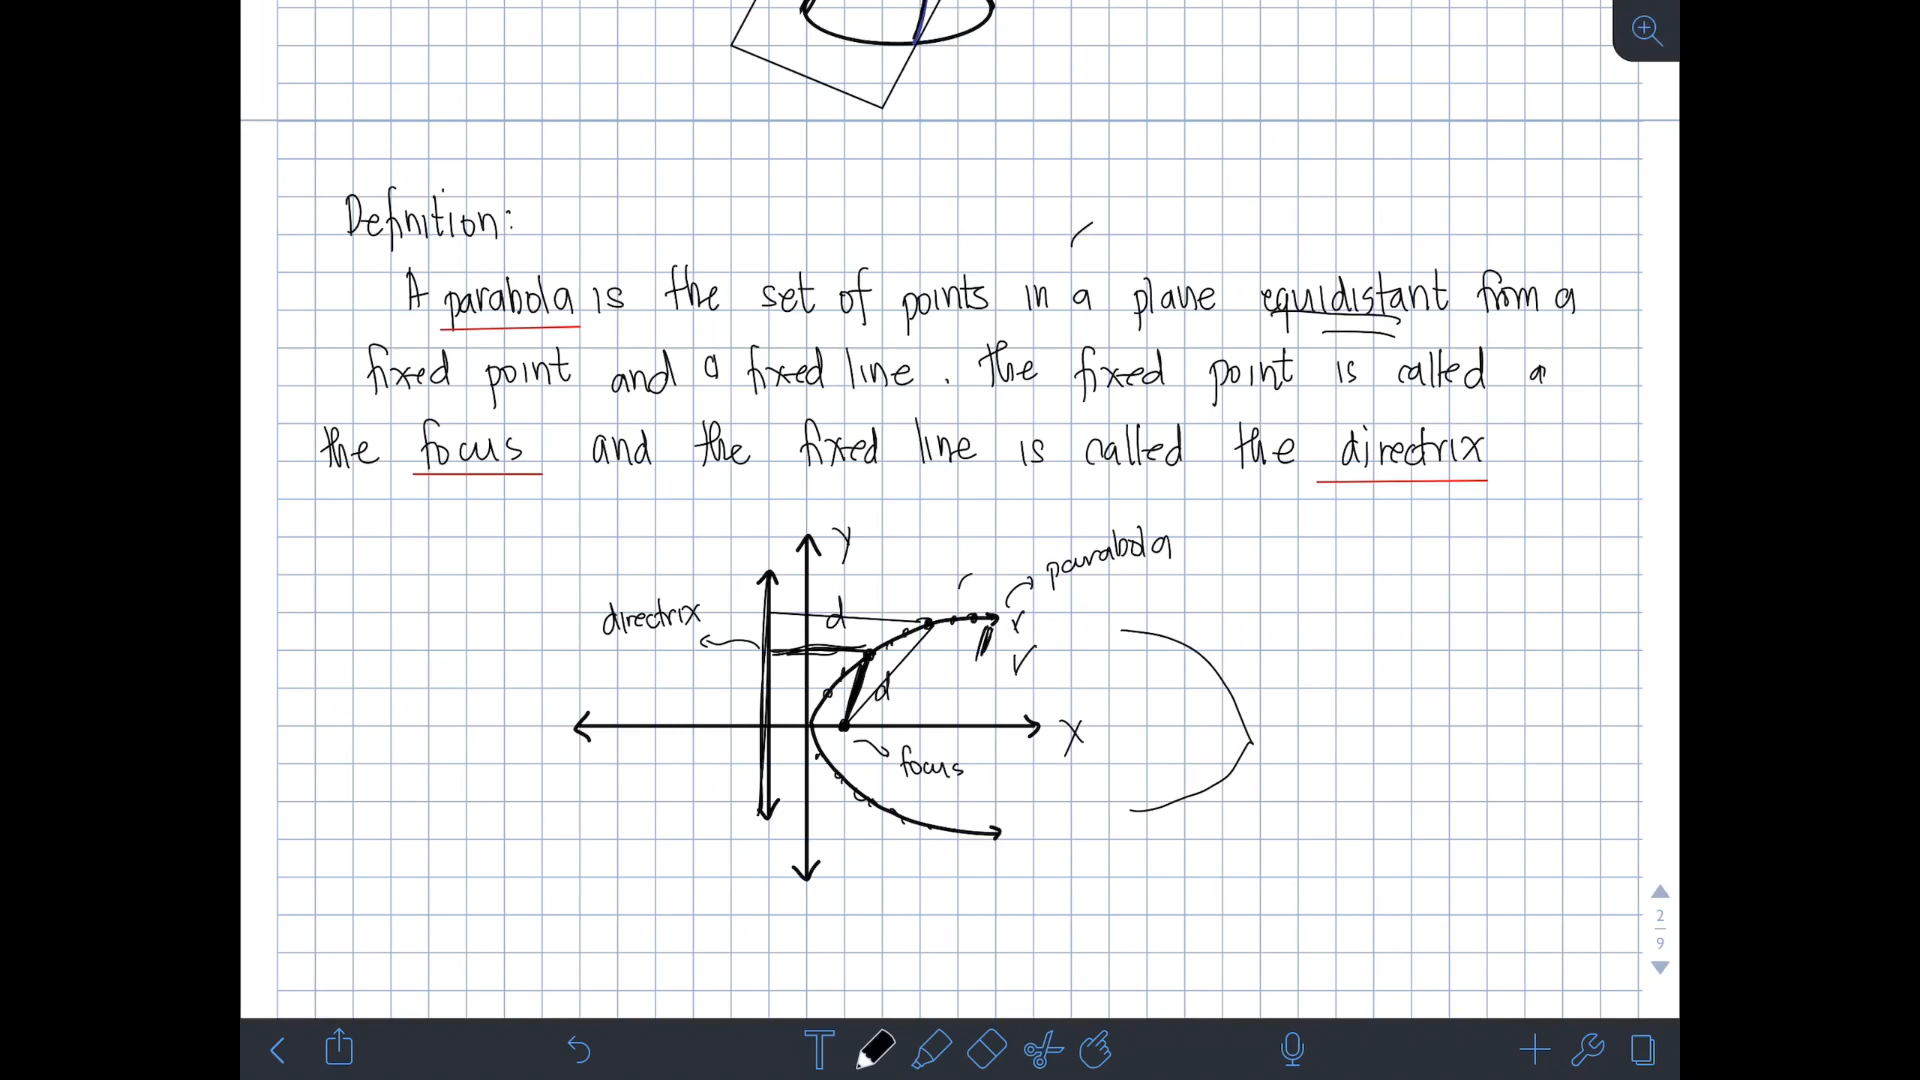 Definition:
A parabola is the set of points in a plane equidistant from a
fixed point and a fixed line. The fixed point is called a
the focus and the fixed line is called the directrix
y
parabola
directrix
d
d
x
focus
2
9
T